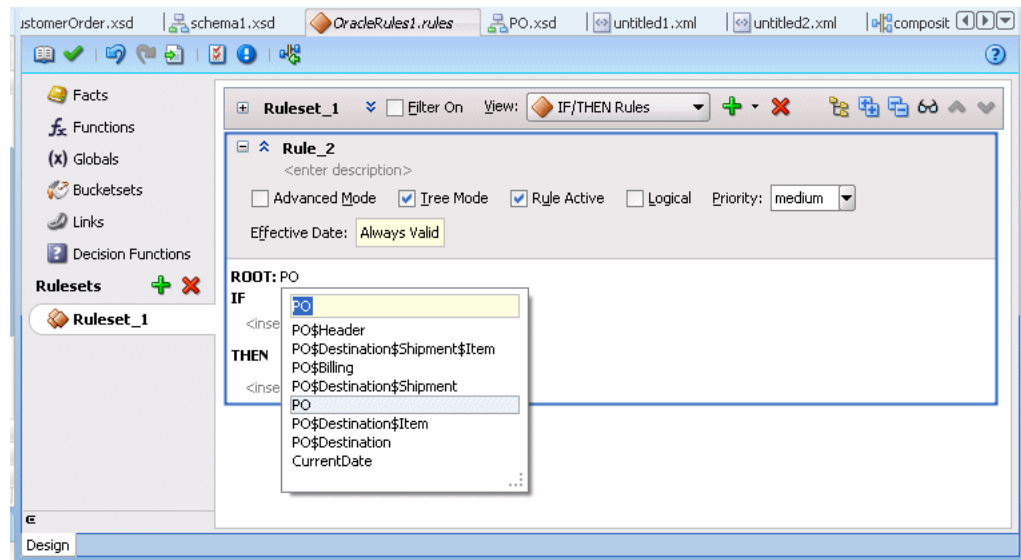 ustomerOrder.xsd schema1.xsd OracleRules1.rules PO.xsd untitled1.xml untitled2.xml composit
Facts
Functions
(x) Globals
Bucketsets
Links
Decision Functions
Rulesets
Ruleset_1
Ruleset_1 Filter On View: IF/THEN Rules
Rule_2
<enter description>
Advanced Mode Tree Mode Rule Active Logical Priority: medium
Effective Date: Always Valid
ROOT: PO
IF
<inse
THEN
<inse
PO
PO$Header
PO$Destination$Shipment$Item
PO$Billing
PO$Destination$Shipment
PO
PO$Destination$Item
PO$Destination
CurrentDate
Design